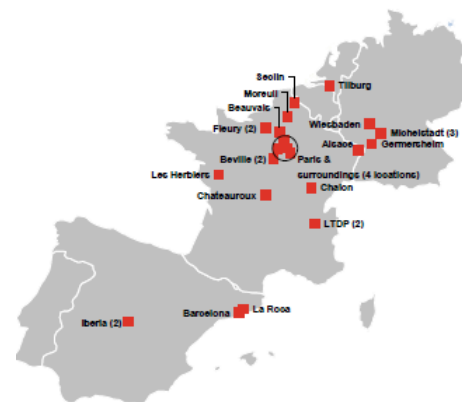 Seolin
Tilburg
Moreuil
Beauvais
Wiesbaden
Fleury (2)
Michelstadt (3)
Germersheim
Alsace
Beville (2)
Paris &
surroundings (4 locations)
Les Herbiers
Chalon
Chateauroux
LTDP (2)
La Roca
Barcelona
Iberia (2)